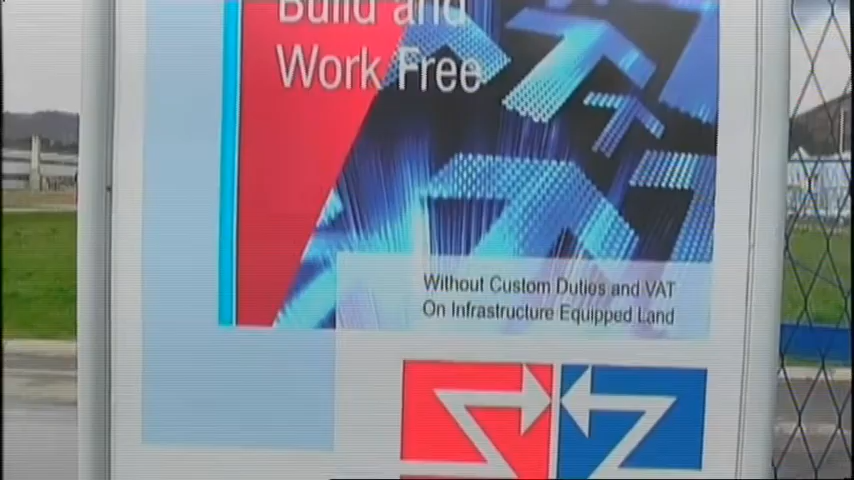 Build and
Work Free
Without Custom Duties and VAT
On Infrastructure Equipped Land